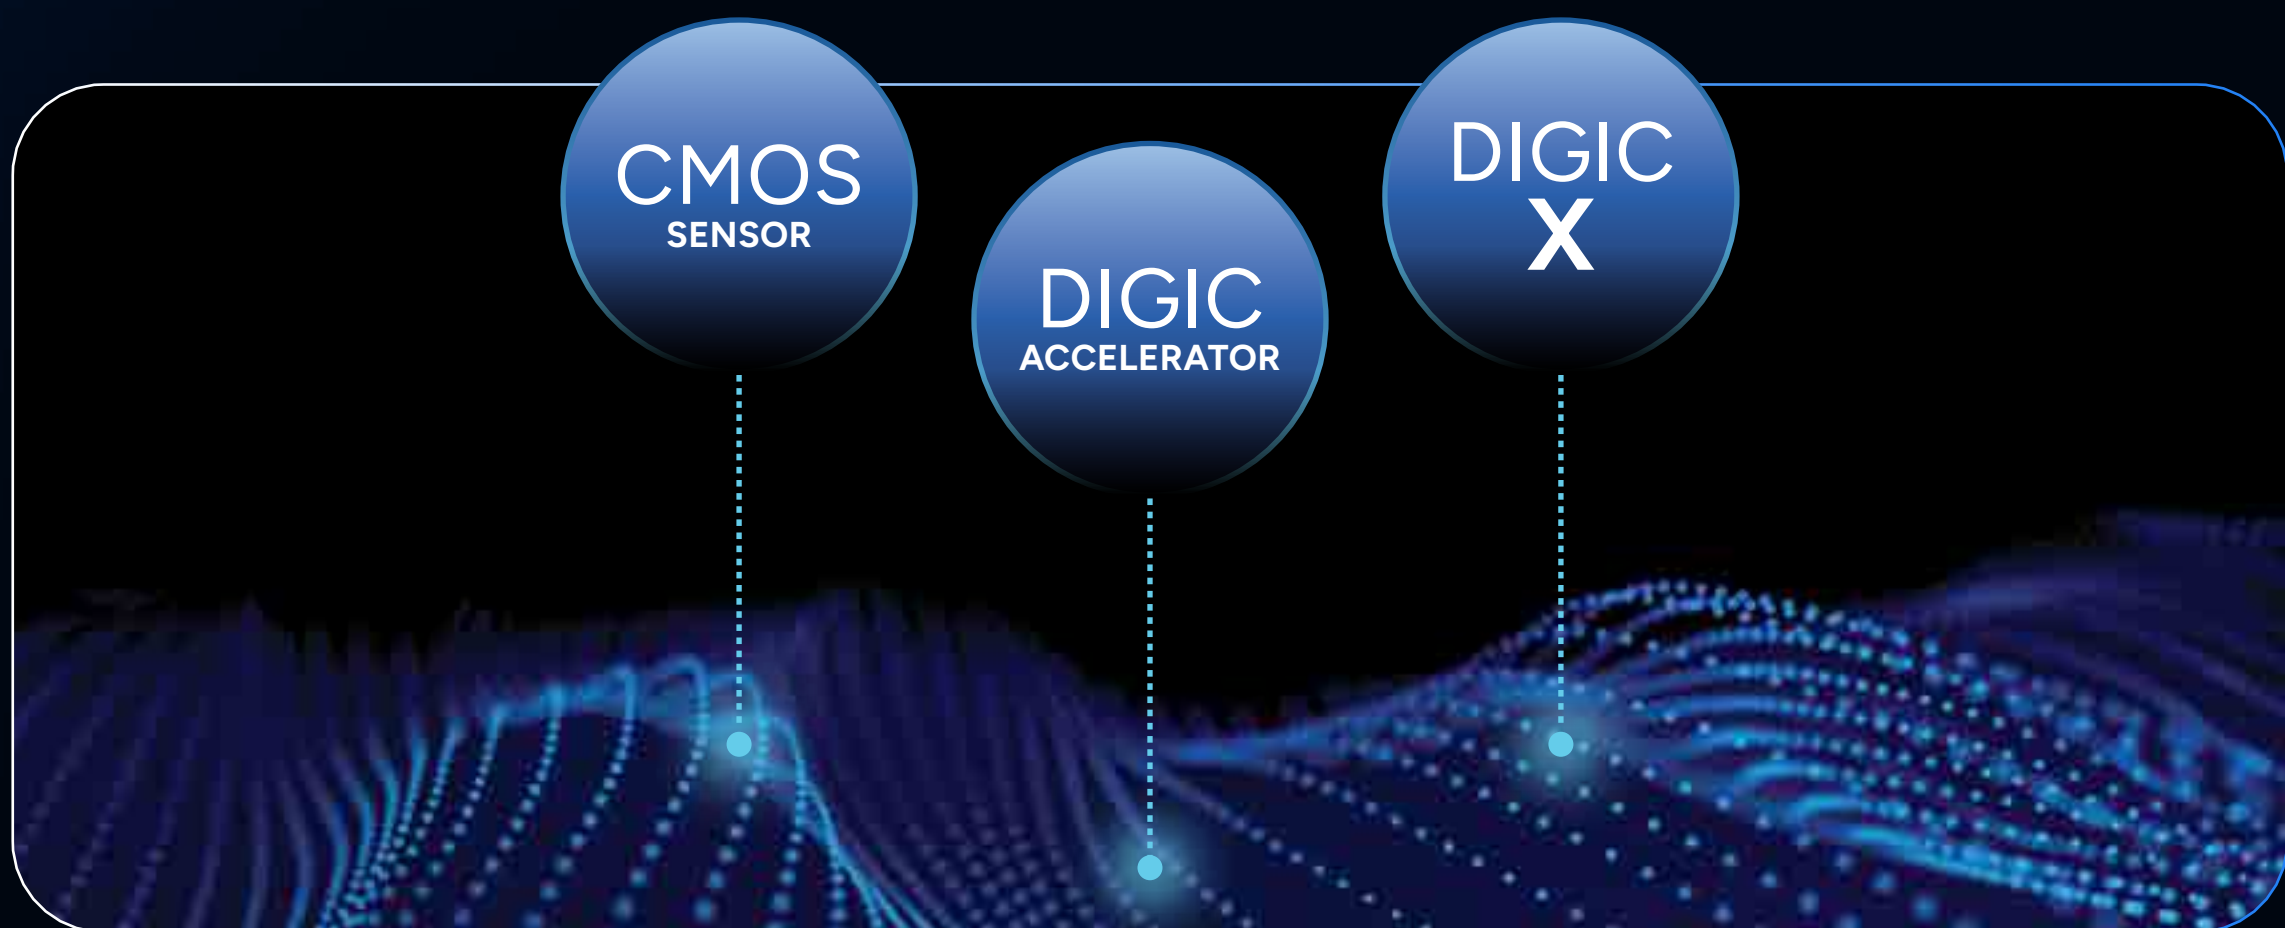 CMOS
SENSOR
DIGIC
ACCELERATOR
DIGIC
X